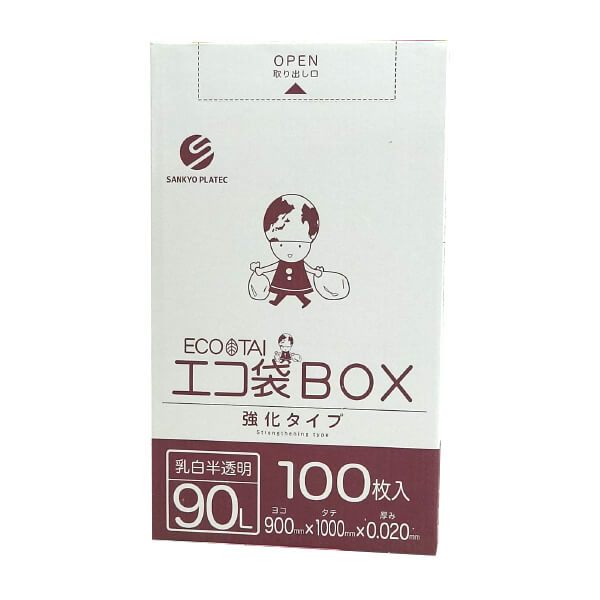 OPEN
取り出し口
SANKYO PLATEC
ECO TAI
エコ袋BOX
強化タイプ
Strengthening type
乳白半透明
90L
100枚入
ヨコ タテ 厚み
900mm×1000mm×0.020mm